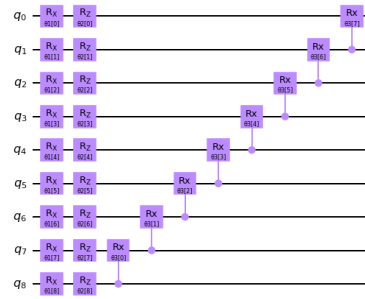 q0 RX θ1[0] RZ θ2[0] Rx θ3[7]
q1 RX θ1[1] RZ θ2[1] Rx θ3[6]
q2 RX θ1[2] RZ θ2[2] Rx θ3[5]
q3 RX θ1[3] RZ θ2[3] Rx θ3[4]
q4 RX θ1[4] RZ θ2[4] Rx θ3[3]
q5 RX θ1[5] RZ θ2[5] Rx θ3[2]
q6 RX θ1[6] RZ θ2[6] Rx θ3[1]
q7 RX θ1[7] RZ θ2[7] Rx θ3[0]
q8 RX θ1[8] RZ θ2[8]